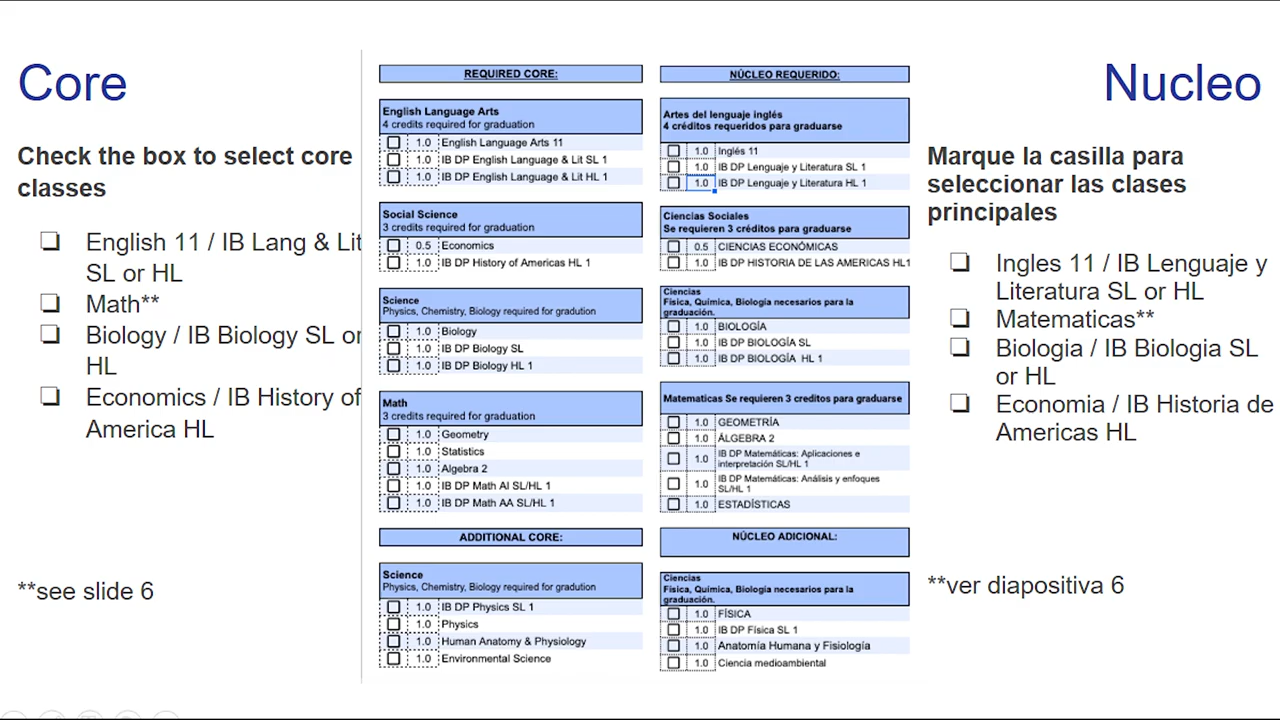 Core
Check the box to select core
classes
English 11 / IB Lang & Lit
SL or HL
Math**
Biology / IB Biology SL or
HL
Economics / IB History of
America HL
**see slide 6
REQUIRED CORE:
English Language Arts
4 credits required for graduation
1.0 English Language Arts 11
1.0 IB DP English Language & Lit SL 1
1.0 IB DP English Language & Lit HL 1
Social Science
3 credits required for graduation
0.5 Economics
1.0 IB DP History of Americas HL 1
Science
Physics, Chemistry, Biology required for gradution
1.0 Biology
1.0 IB DP Biology SL
1.0 IB DP Biology HL 1
Math
3 credits required for graduation
1.0 Geometry
1.0 Statistics
1.0 Algebra 2
1.0 IB DP Math AI SL/HL 1
1.0 IB DP Math AA SL/HL 1
ADDITIONAL CORE:
Science
Physics, Chemistry, Biology required for gradution
1.0 IB DP Physics SL 1
1.0 Physics
1.0 Human Anatomy & Physiology
1.0 Environmental Science
NÚCLEO REQUERIDO:
Artes del lenguaje inglés
4 créditos requeridos para graduarse
1.0 Inglés 11
1.0 IB DP Lenguaje y Literatura SL 1
1.0 IB DP Lenguaje y Literatura HL 1
Ciencias Sociales
Se requieren 3 créditos para graduarse
0.5 CIENCIAS ECONÓMICAS
1.0 IB DP HISTORIA DE LAS AMERICAS HL1
Ciencias
Física, Química, Biología necesarios para la
graduación.
1.0 BIOLOGÍA
1.0 IB DP BIOLOGÍA SL
1.0 IB DP BIOLOGÍA HL 1
Matematicas Se requieren 3 creditos para graduarse
1.0 GEOMETRÍA
1.0 ÁLGEBRA 2
1.0 IB DP Matemáticas: Aplicaciones e
interpretación SL/HL 1
1.0 IB DP Matemáticas: Análisis y enfoques
SL/HL 1
1.0 ESTADÍSTICAS
NÚCLEO ADICIONAL:
Ciencias
Física, Química, Biología necesarios para la
graduación.
1.0 FÍSICA
1.0 IB DP Física SL 1
1.0 Anatomía Humana y Fisiología
1.0 Ciencia medioambiental
Nucleo
Marque la casilla para
seleccionar las clases
principales
Ingles 11 / IB Lenguaje y
Literatura SL or HL
Matematicas**
Biologia / IB Biologia SL
or HL
Economia / IB Historia de
Americas HL
**ver diapositiva 6